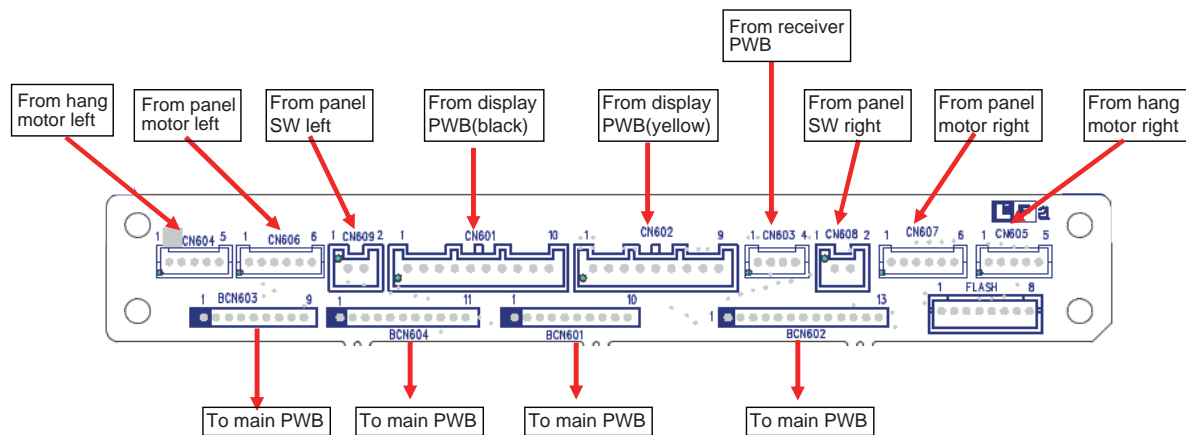 From receiver
PWB
From hang
motor left
From panel
motor left
From panel
SW left
From display
PWB(black)
From display
PWB(yellow)
From panel
SW right
From panel
motor right
From hang
motor right
1 CN604 5
1 CN606 6
1 CN609 2
1 CN601 10
1 CN602 9
1 CN603 4
1 CN608 2
1 CN607 6
1 CN605 5
1 BCN603 9
1 11
BCN604
1 10
BCN601
1 13
BCN602
1 FLASH 8
To main PWB
To main PWB
To main PWB
To main PWB